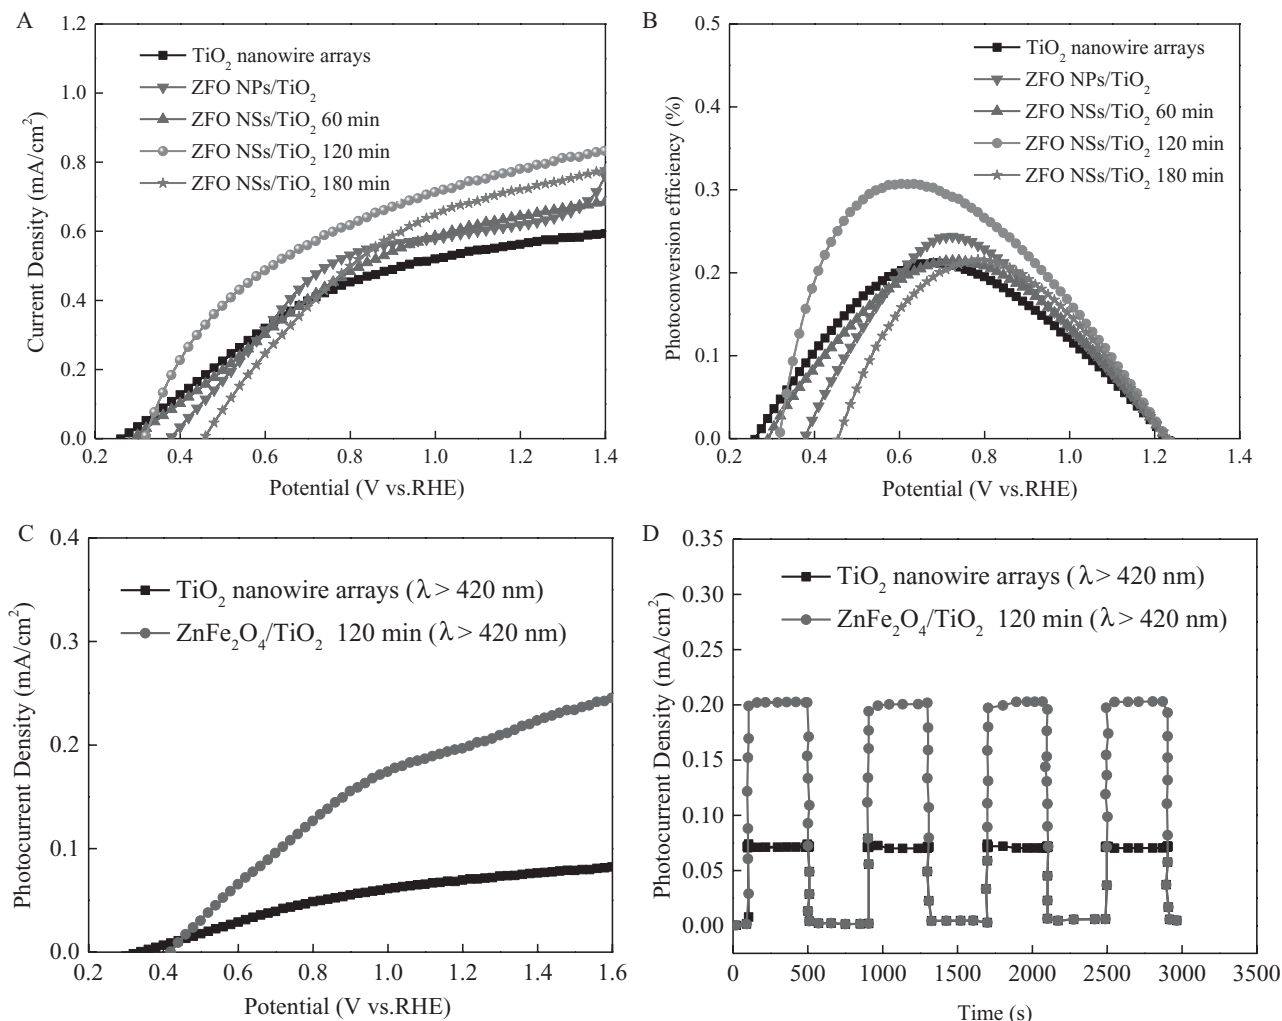 A
Current Density (mA/cm²)
1.2
1.0
0.8
0.6
0.4
0.2
0.0
TiO₂ nanowire arrays
ZFO NPs/TiO₂
ZFO NSs/TiO₂ 60 min
ZFO NSs/TiO₂ 120 min
ZFO NSs/TiO₂ 180 min
0.2 0.4 0.6 0.8 1.0 1.2 1.4
Potential (V vs.RHE)
B
Photoconversion efficiency (%)
0.5
0.4
0.3
0.2
0.1
0.0
TiO₂ nanowire arrays
ZFO NPs/TiO₂
ZFO NSs/TiO₂ 60 min
ZFO NSs/TiO₂ 120 min
ZFO NSs/TiO₂ 180 min
0.2 0.4 0.6 0.8 1.0 1.2 1.4
Potential (V vs.RHE)
C
Photocurrent Density (mA/cm²)
0.4
0.3
0.2
0.1
0.0
TiO₂ nanowire arrays (λ > 420 nm)
ZnFe₂O₄/TiO₂ 120 min (λ > 420 nm)
0.2 0.4 0.6 0.8 1.0 1.2 1.4 1.6
Potential (V vs.RHE)
D
Photocurrent Density (mA/cm²)
0.35
0.30
0.25
0.20
0.15
0.10
0.05
0.00
TiO₂ nanowire arrays (λ > 420 nm)
ZnFe₂O₄/TiO₂ 120 min (λ > 420 nm)
0 500 1000 1500 2000 2500 3000 3500
Time (s)